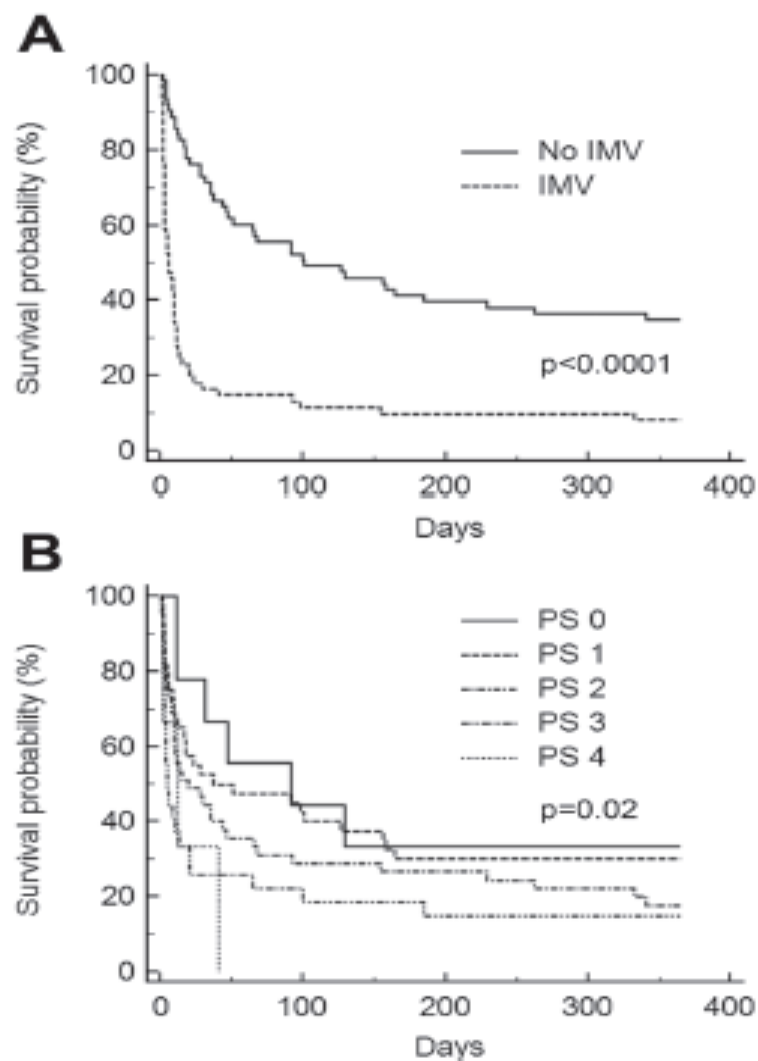 A
Survival probability (%)
100
80
60
40
20
0
No IMV
IMV
p<0.0001
0 100 200 300 400
Days
B
Survival probability (%)
100
80
60
40
20
0
PS 0
PS 1
PS 2
PS 3
PS 4
p=0.02
0 100 200 300 400
Days